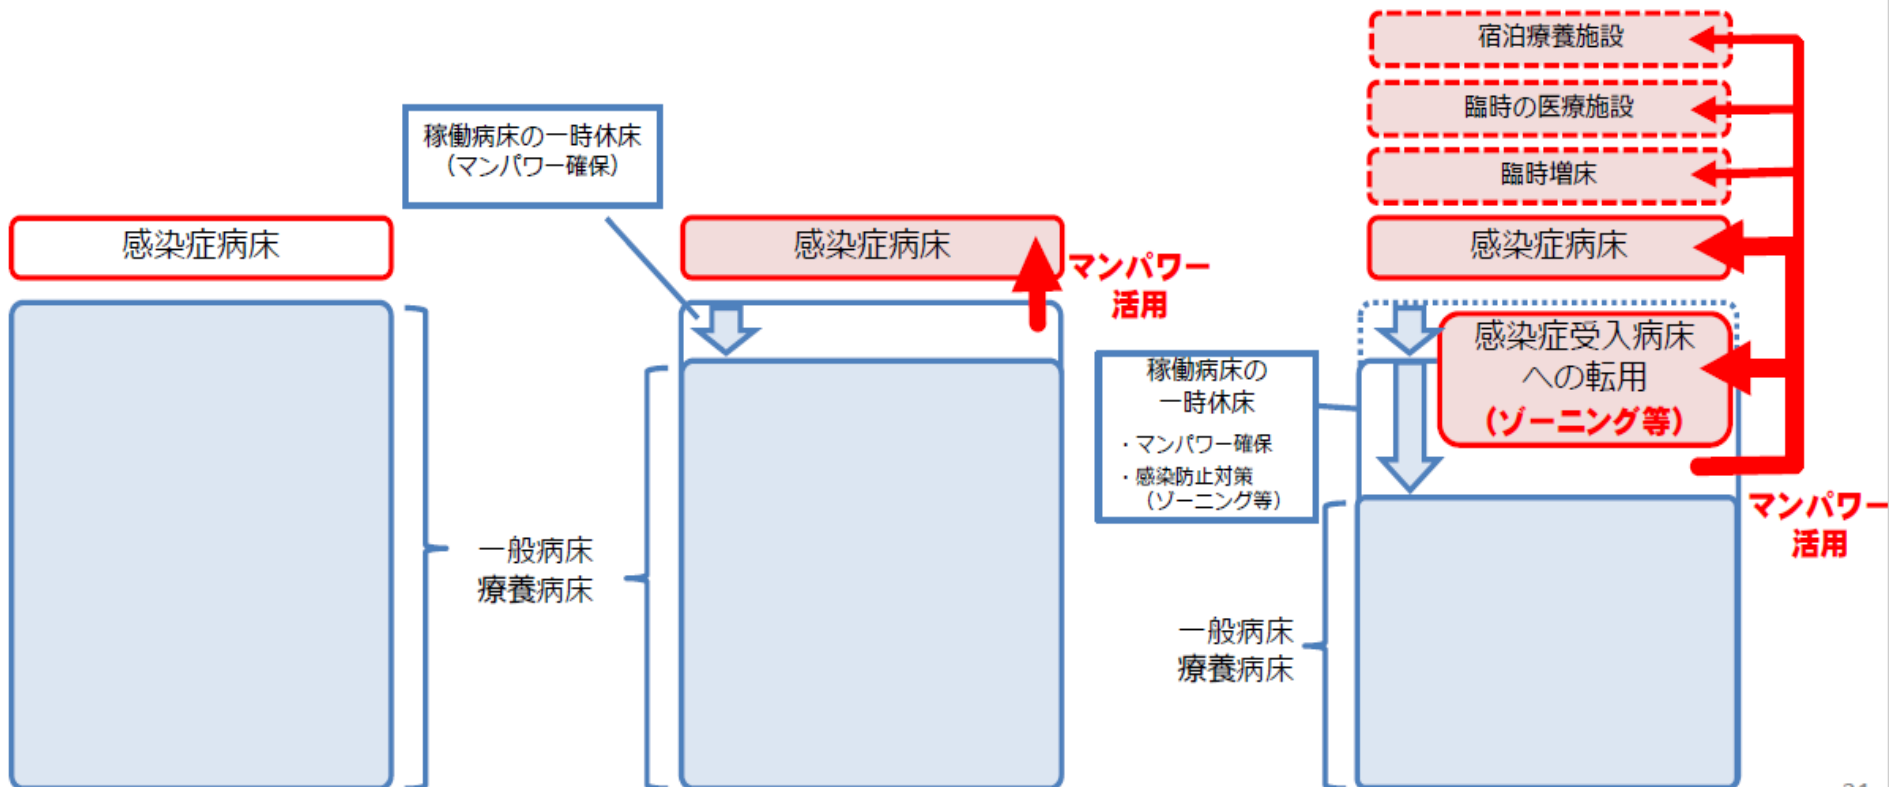 感染症病床
一般病床
療養病床
稼働病床の一時休床
（マンパワー確保）
感染症病床
マンパワー
活用
宿泊療養施設
臨時の医療施設
臨時増床
感染症病床
感染症受入病床
への転用
（ゾーニング等）
稼働病床の
一時休床
・マンパワー確保
・感染防止対策
（ゾーニング等）
マンパワー
活用
一般病床
療養病床